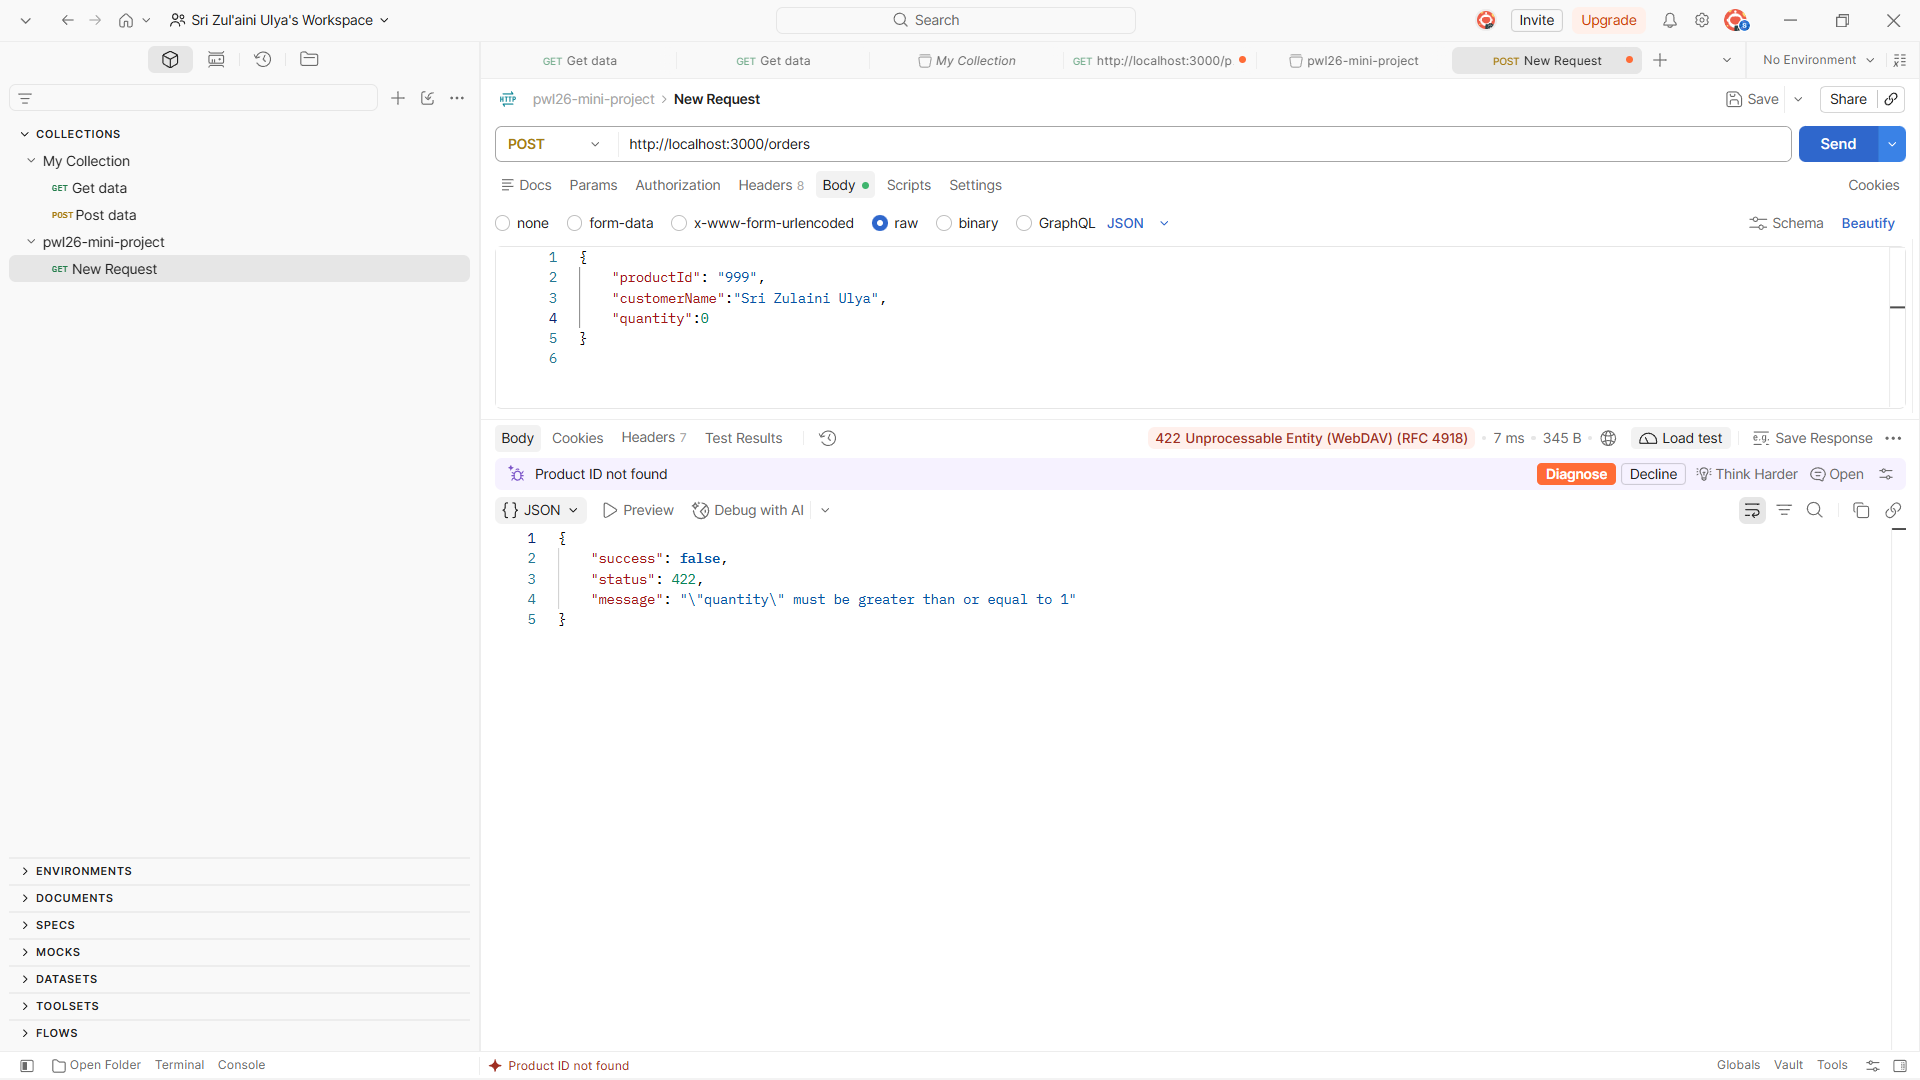 Sri Zul'aini Ulya's Workspace
Search
Invite
Upgrade
8
GET Get data
GET Get data
My Collection
GET http://localhost:3000/p
pwl26-mini-project
POST New Request
No Environment
HTTP pwl26-mini-project > New Request
Save
Share
COLLECTIONS
My Collection
GET Get data
POST Post data
pwl26-mini-project
GET New Request
POST
http://localhost:3000/orders
Send
Docs
Params
Authorization
Headers 8
Body
Scripts
Settings
Cookies
none
form-data
x-www-form-urlencoded
raw
binary
GraphQL
JSON
Schema
Beautify
1 {
2 "productId": "999",
3 "customerName":"Sri Zulaini Ulya",
4 "quantity":0
5 }
6
Body
Cookies
Headers 7
Test Results
422 Unprocessable Entity (WebDAV) (RFC 4918)
7 ms
345 B
Load test
e.g. Save Response
Product ID not found
Diagnose
Decline
Think Harder
Open
{} JSON
Preview
Debug with AI
1 {
2 "success": false,
3 "status": 422,
4 "message": "\"quantity\" must be greater than or equal to 1"
5 }
ENVIRONMENTS
DOCUMENTS
SPECS
MOCKS
DATASETS
TOOLSETS
FLOWS
Open Folder
Terminal
Console
Product ID not found
Globals
Vault
Tools